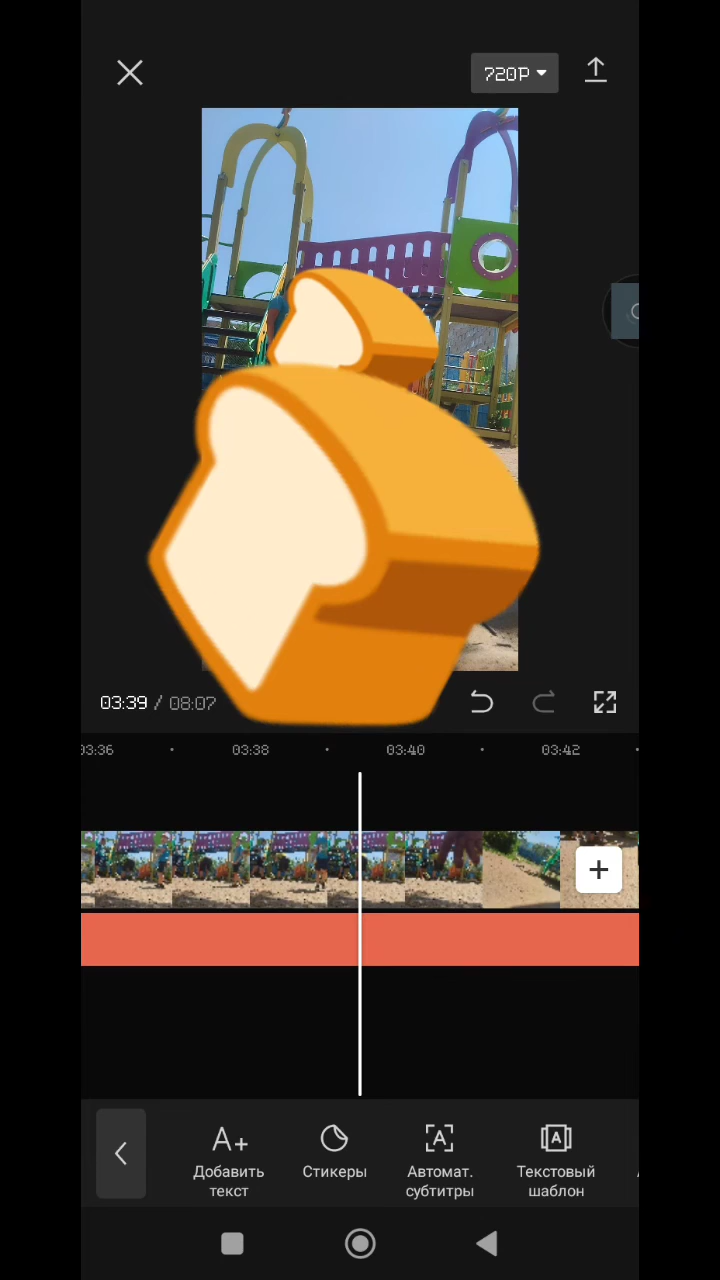 720P
03:39 / 08:07
03:36 03:38 03:40 03:42
A+ A A
Добавить Стикеры Автомат. Текстовый
текст субтитры шаблон